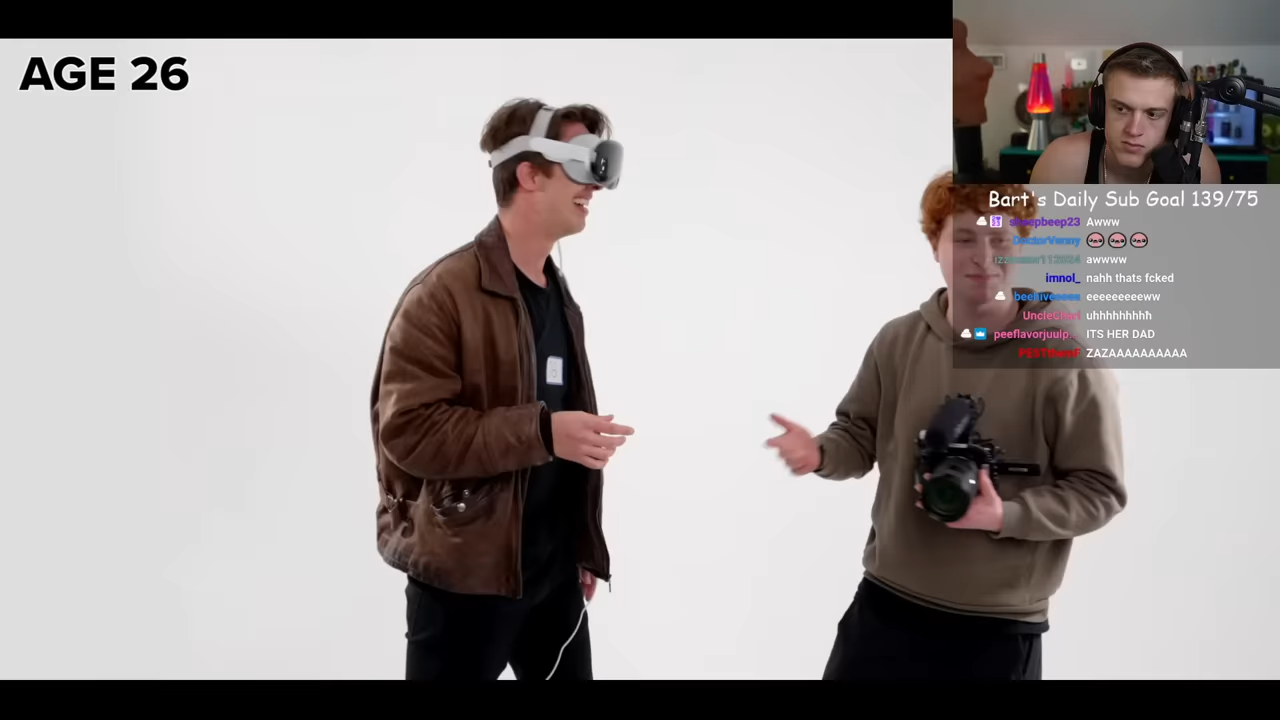 AGE 26
Bart's Daily Sub Goal 139/75
Awww
awwww
imnol_ nahh thats fcked
eeeeeeeeeww
uhhhhhhhhh
peeflavorjuulp... ITS HER DAD
ZAZAAAAAAAAAA